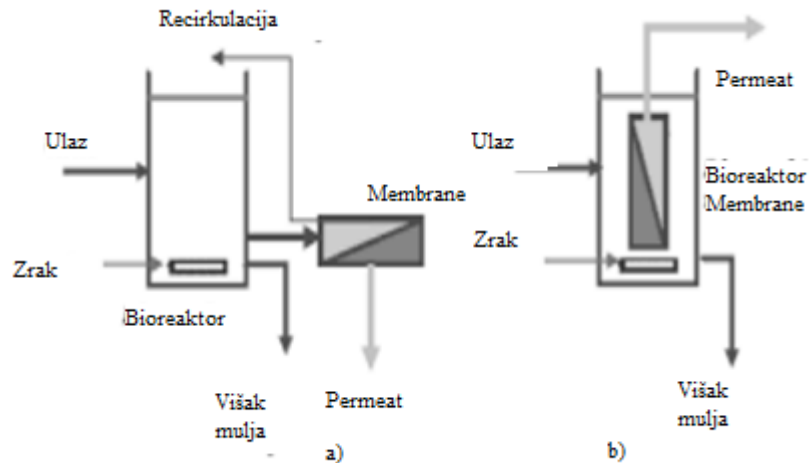 Recirkulacija
Ulaz
Membrane
Zrak
Bioreaktor
Višak
mulja
Permeat
a)
Permeat
Ulaz
Bioreaktor
Membrane
Zrak
Višak
mulja
b)